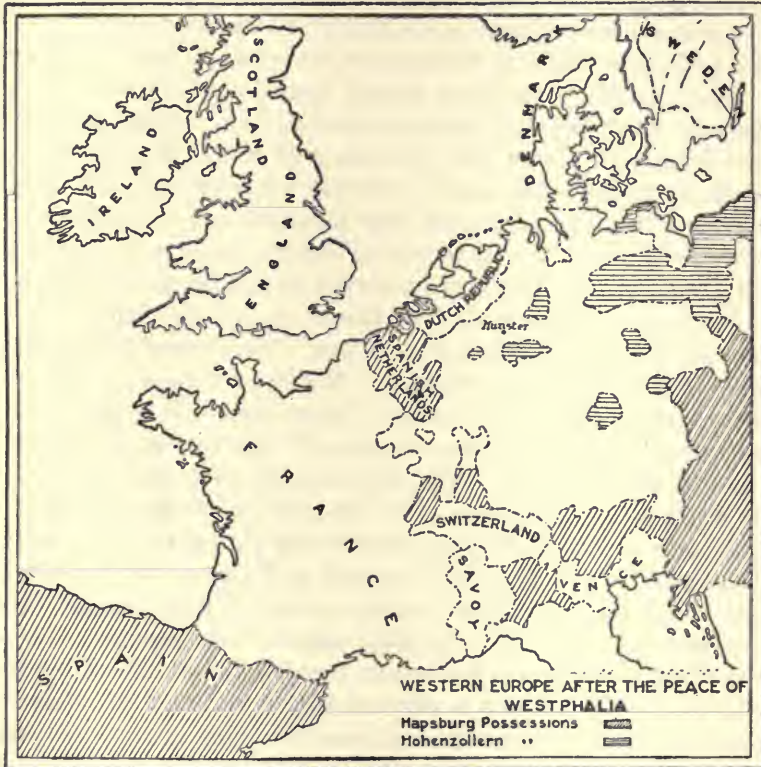 SCOTLAND
SWEDEN
DENMARK
IRELAND
ENGLAND
DUTCH REPUBLIC
Munster
SPANISH
NETHERLANDS
FRANCE
SWITZERLAND
SAVOY
VENICE
SPAIN
WESTERN EUROPE AFTER THE PEACE OF
WESTPHALIA
Hapsburg Possessions
Hohenzollern "